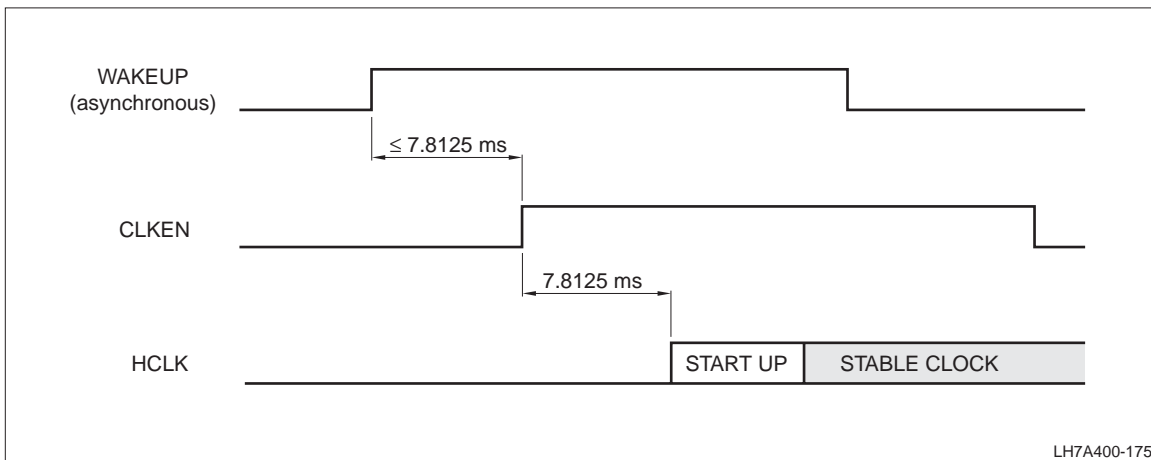 WAKEUP
(asynchronous)
≤ 7.8125 ms
CLKEN
7.8125 ms
HCLK
START UP
STABLE CLOCK
LH7A400-175